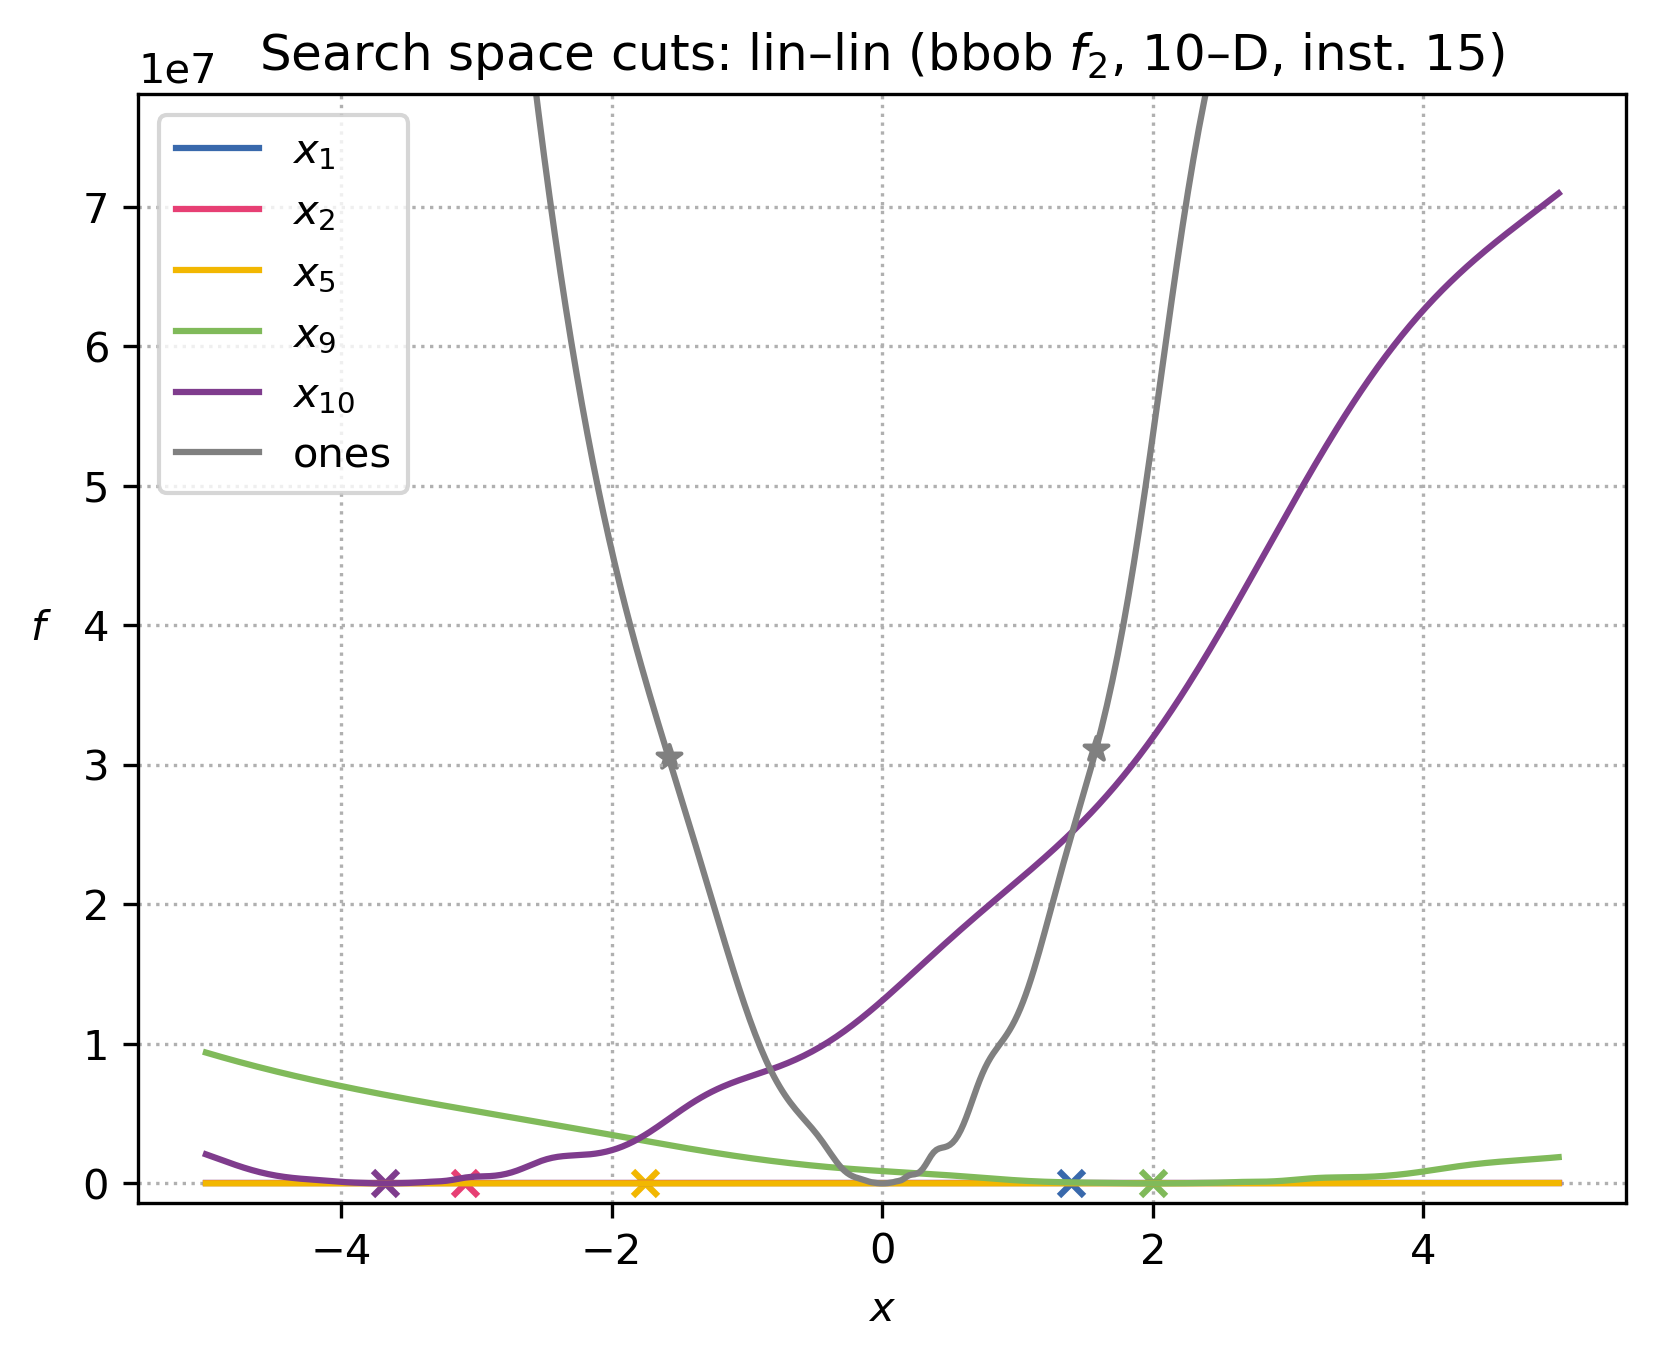 Search space cuts: lin–lin (bbob f₂, 10–D, inst. 15)
1e7
x₁
x₂
x₅
x₉
x₁₀
ones
7
6
5
4
3
2
1
0
f
−4 −2 0 2 4
x